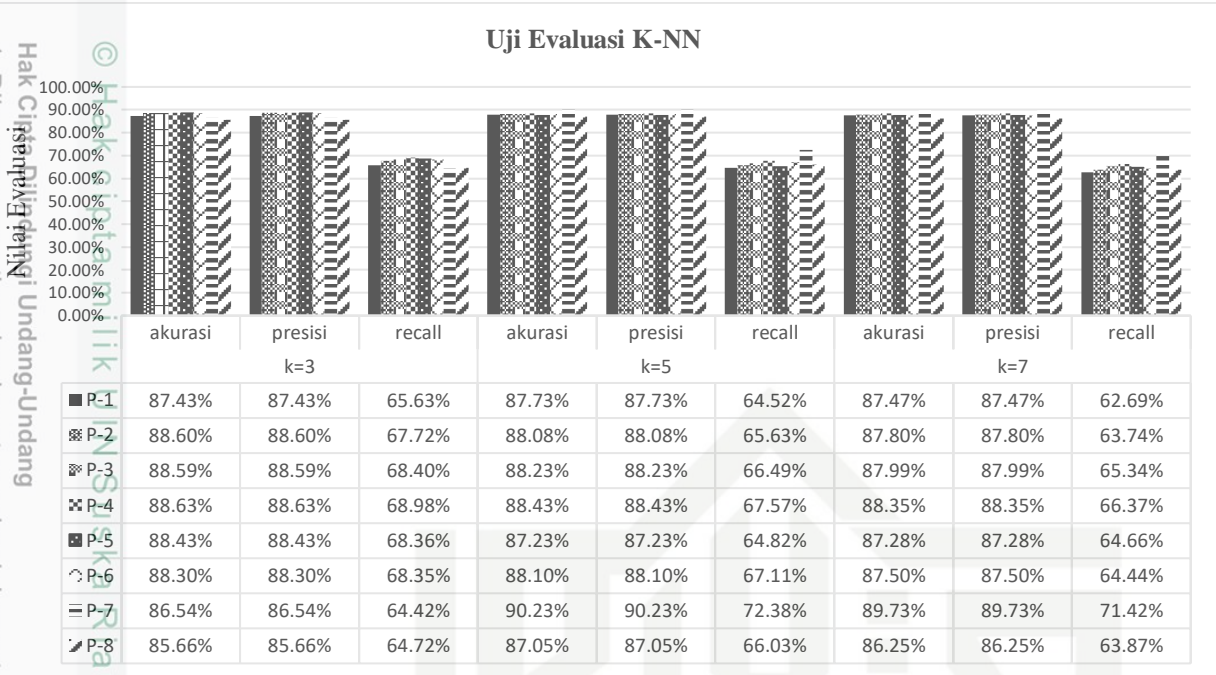 Uji Evaluasi K-NN
© Hak cipta milik UIN Suska Ria
Hak Cipta Dilindungi Undang-Undang
Nilai Evaluasi
100.00%
90.00%
80.00%
70.00%
60.00%
50.00%
40.00%
30.00%
20.00%
10.00%
0.00%
akurasi presisi recall akurasi presisi recall akurasi presisi recall
k=3 k=5 k=7
P-1 87.43% 87.43% 65.63% 87.73% 87.73% 64.52% 87.47% 87.47% 62.69%
P-2 88.60% 88.60% 67.72% 88.08% 88.08% 65.63% 87.80% 87.80% 63.74%
P-3 88.59% 88.59% 68.40% 88.23% 88.23% 66.49% 87.99% 87.99% 65.34%
P-4 88.63% 88.63% 68.98% 88.43% 88.43% 67.57% 88.35% 88.35% 66.37%
P-5 88.43% 88.43% 68.36% 87.23% 87.23% 64.82% 87.28% 87.28% 64.66%
P-6 88.30% 88.30% 68.35% 88.10% 88.10% 67.11% 87.50% 87.50% 64.44%
P-7 86.54% 86.54% 64.42% 90.23% 90.23% 72.38% 89.73% 89.73% 71.42%
P-8 85.66% 85.66% 64.72% 87.05% 87.05% 66.03% 86.25% 86.25% 63.87%